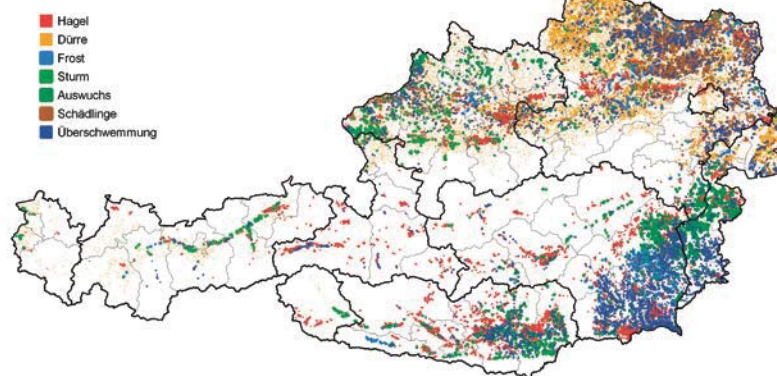 Hagel
Dürre
Frost
Sturm
Auswuchs
Schädlinge
Überschwemmung